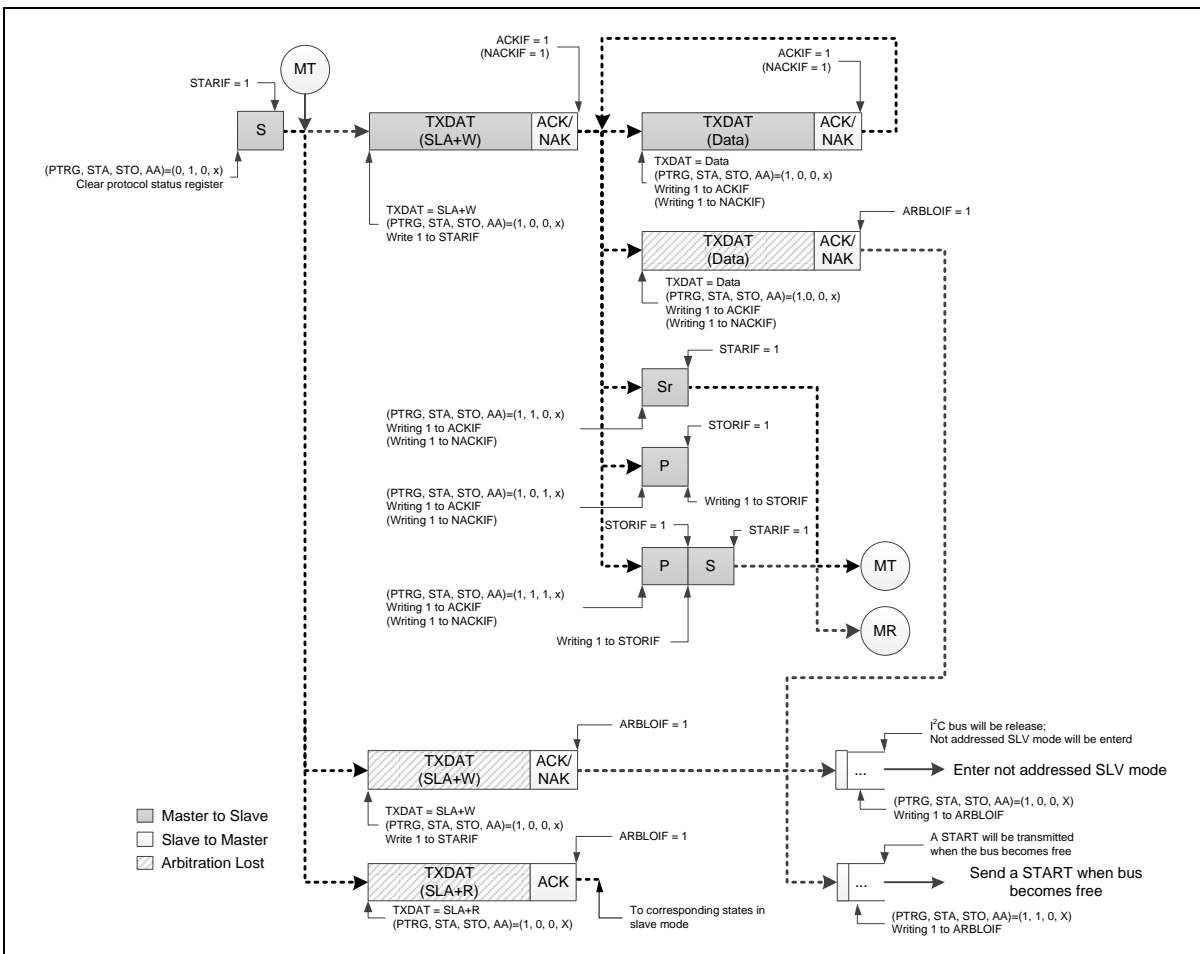 ACKIF = 1
(NACKIF = 1)
ACKIF = 1
(NACKIF = 1)
MT
STARIF = 1
S
TXDAT
(SLA+W)
ACK/
NAK
TXDAT
(Data)
ACK/
NAK
(PTRG, STA, STO, AA)=(0, 1, 0, x)
Clear protocol status register
TXDAT = Data
(PTRG, STA, STO, AA)=(1, 0, 0, x)
Writing 1 to ACKIF
(Writing 1 to NACKIF)
TXDAT = SLA+W
(PTRG, STA, STO, AA)=(1, 0, 0, x)
Write 1 to STARIF
ARBLOIF = 1
TXDAT
(Data)
ACK/
NAK
TXDAT = Data
(PTRG, STA, STO, AA)=(1,0, 0, x)
Writing 1 to ACKIF
(Writing 1 to NACKIF)
STARIF = 1
Sr
(PTRG, STA, STO, AA)=(1, 1, 0, x)
Writing 1 to ACKIF
(Writing 1 to NACKIF)
STORIF = 1
P
(PTRG, STA, STO, AA)=(1, 0, 1, x)
Writing 1 to ACKIF
(Writing 1 to NACKIF)
Writing 1 to STORIF
STORIF = 1
STARIF = 1
P
S
MT
(PTRG, STA, STO, AA)=(1, 1, 1, x)
Writing 1 to ACKIF
(Writing 1 to NACKIF)
Writing 1 to STORIF
MR
ARBLOIF = 1
I2C bus will be release;
Not addressed SLV mode will be enterd
TXDAT
(SLA+W)
ACK/
NAK
...
Enter not addressed SLV mode
TXDAT = SLA+W
(PTRG, STA, STO, AA)=(1, 0, 0, x)
Write 1 to STARIF
(PTRG, STA, STO, AA)=(1, 0, 0, X)
Writing 1 to ARBLOIF
Master to Slave
Slave to Master
Arbitration Lost
ARBLOIF = 1
A START will be transmitted
when the bus becomes free
TXDAT
(SLA+R)
ACK
...
Send a START when bus
becomes free
TXDAT = SLA+R
(PTRG, STA, STO, AA)=(1, 0, 0, X)
To corresponding states in
slave mode
(PTRG, STA, STO, AA)=(1, 1, 0, X)
Writing 1 to ARBLOIF